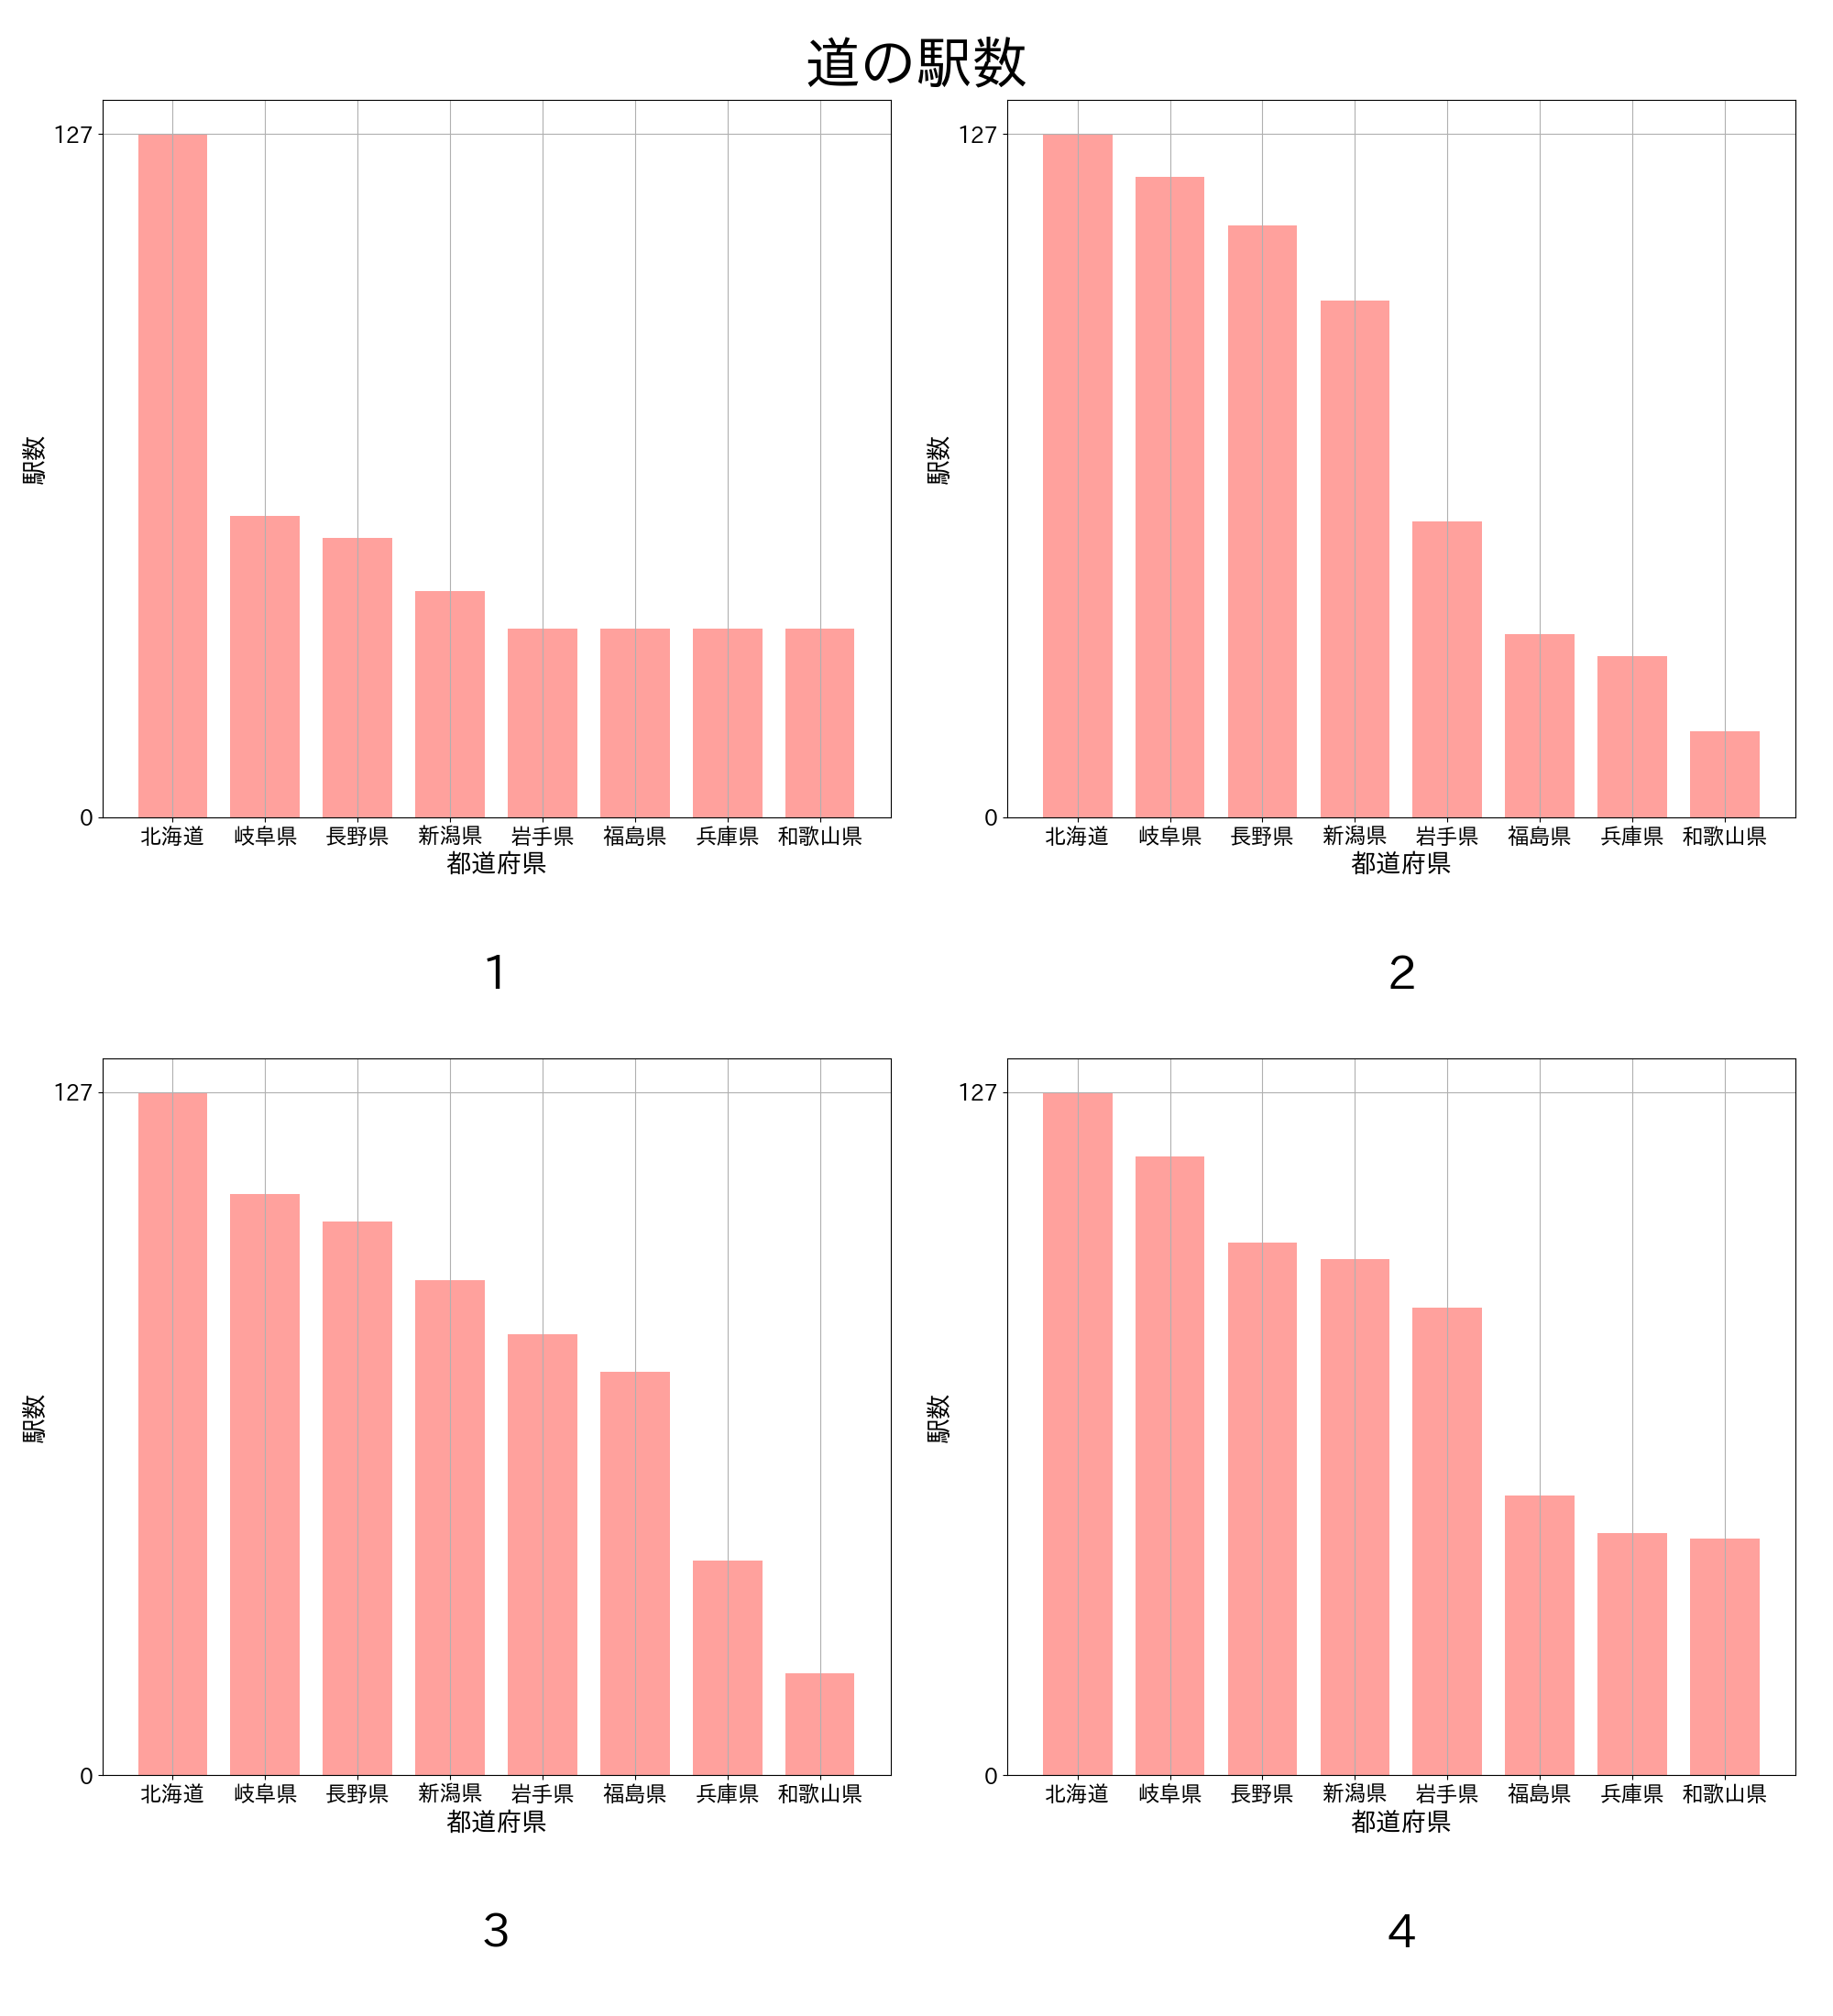 道の駅数
127
駅数
0
北海道 岐阜県 長野県 新潟県 岩手県 福島県 兵庫県 和歌山県
都道府県
1
127
駅数
0
北海道 岐阜県 長野県 新潟県 岩手県 福島県 兵庫県 和歌山県
都道府県
2
127
駅数
0
北海道 岐阜県 長野県 新潟県 岩手県 福島県 兵庫県 和歌山県
都道府県
3
127
駅数
0
北海道 岐阜県 長野県 新潟県 岩手県 福島県 兵庫県 和歌山県
都道府県
4